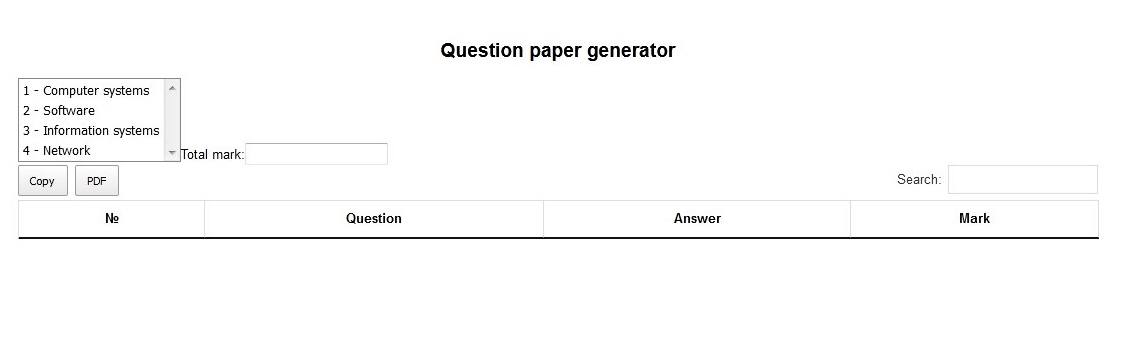 Question paper generator
1 - Computer systems
2 - Software
3 - Information systems
4 - Network
Total mark:
Copy PDF Search:
№ Question Answer Mark